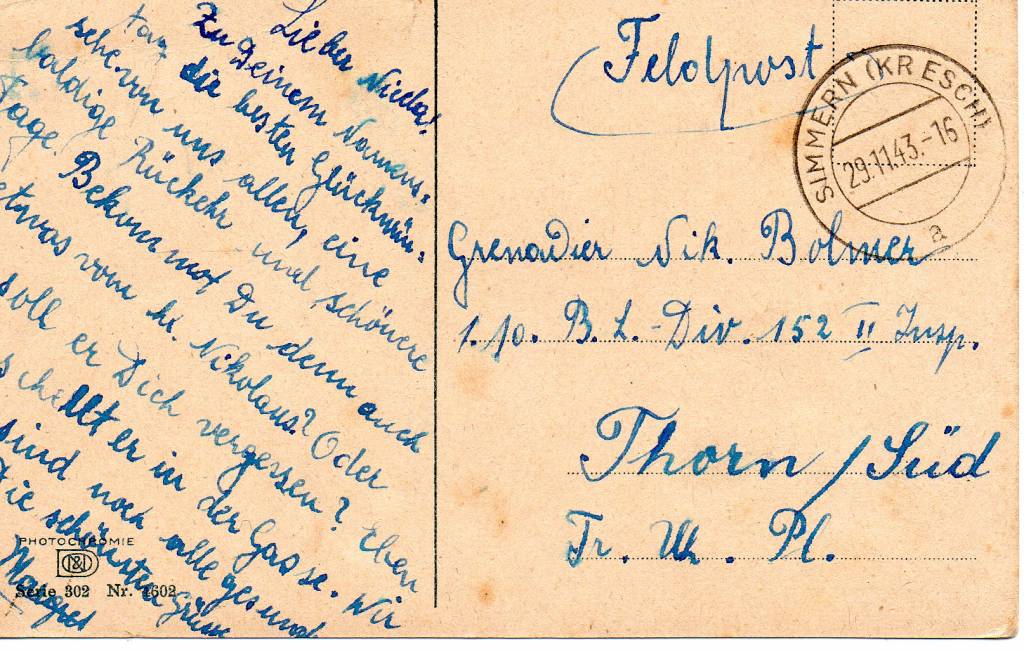 Lieber Nicla!
Zu Deinem Namens-
tag die besten Glückwün-
sche von uns allen, eine
baldige Rückkehr und schönere
Tage. Bekommst Du denn auch
etwas vom hl. Nikolaus? Oder
soll er Dich vergessen? Eben
schellt er in der Gasse. Wir
sind noch alle gesund
Die schönsten Grüsse
Margret
PHOTOCHROMIE
Serie 302 Nr. 4602
Feldpost
SIMMERN (KR ESCH)
29.11.43.-16
a
Grenadier Nik. Bolmer
1./0. B. L.-Div. 152 II Insp.
Thorn / Süd
Tr. Ub. Pl.